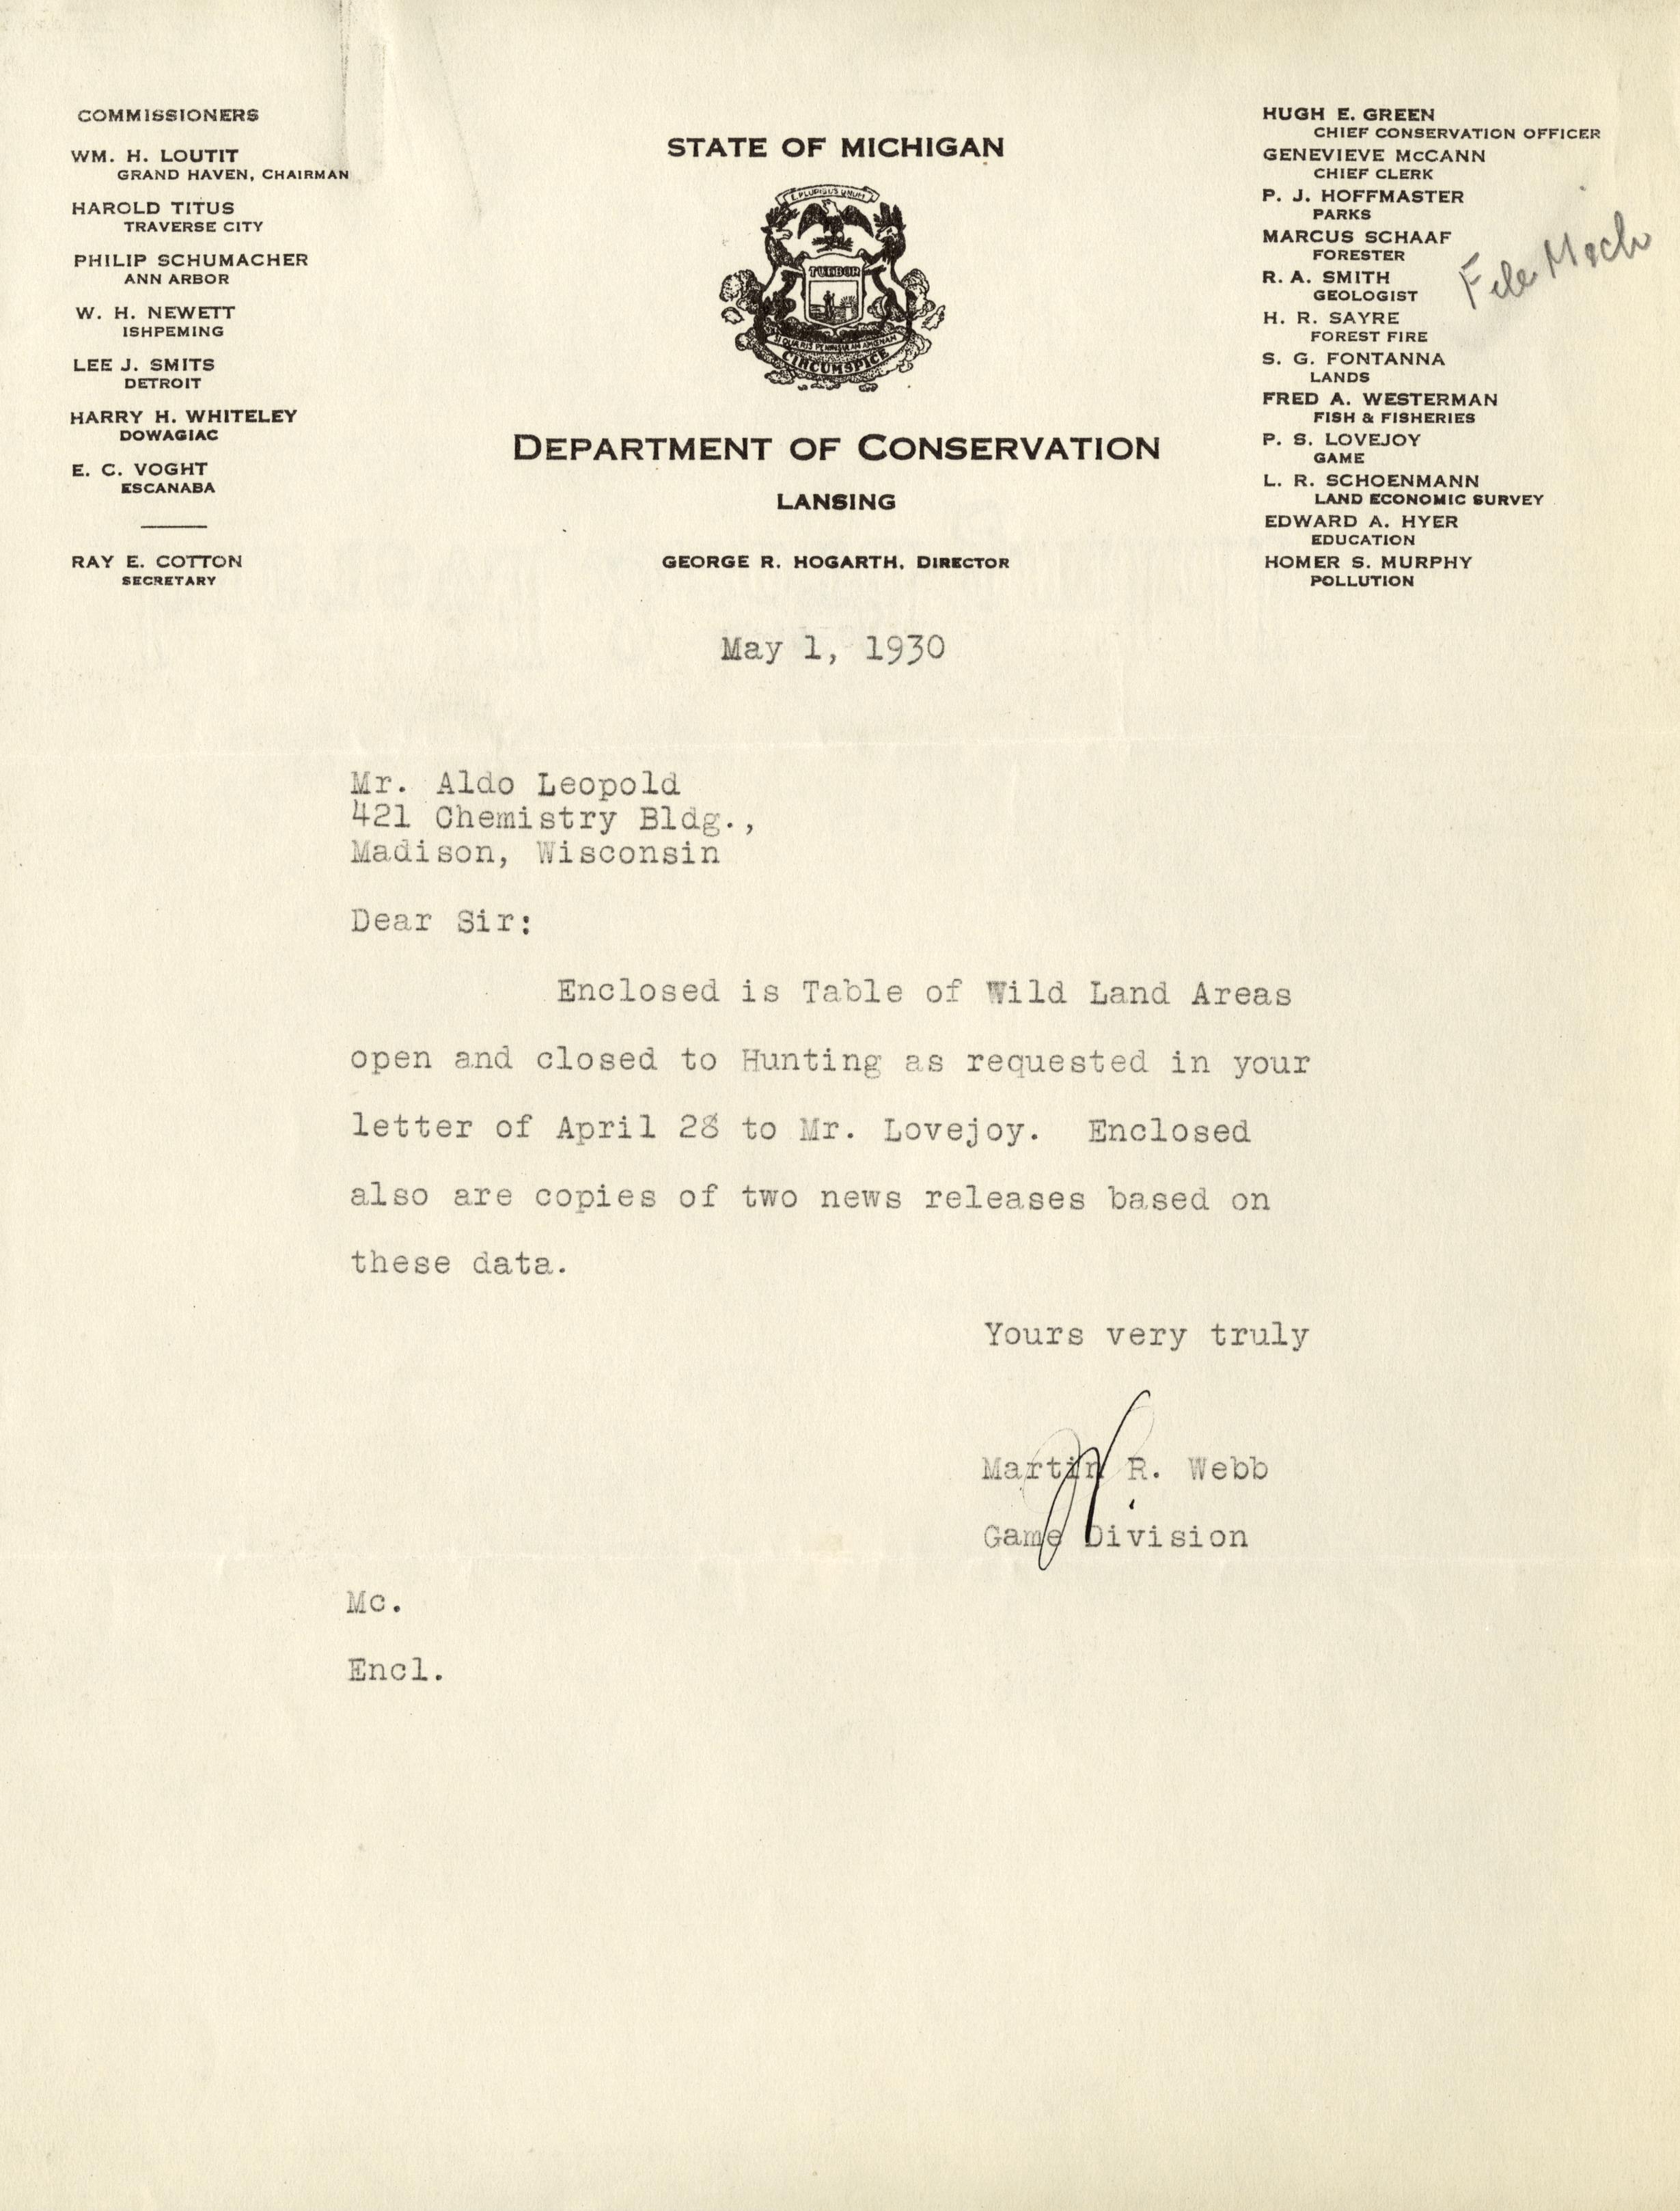 COMMISSIONERS
WM. H. LOUTIT
GRAND HAVEN, CHAIRMAN
HAROLD TITUS
TRAVERSE CITY
PHILIP SCHUMACHER
ANN ARBOR
W. H. NEWETT
ISHPEMING
LEE J. SMITS
DETROIT
HARRY H. WHITELEY
DOWAGIAC
E. C. VOGHT
ESCANABA
RAY E. COTTON
SECRETARY
STATE OF MICHIGAN
E PLURIBUS UNUM
TUEBOR
SI QUAERIS PENINSULAM AMOENAM
CIRCUMSPICE
DEPARTMENT OF CONSERVATION
LANSING
GEORGE R. HOGARTH, DIRECTOR
HUGH E. GREEN
CHIEF CONSERVATION OFFICER
GENEVIEVE McCANN
CHIEF CLERK
P. J. HOFFMASTER
PARKS
MARCUS SCHAAF
FORESTER
R. A. SMITH
GEOLOGIST
H. R. SAYRE
FOREST FIRE
S. G. FONTANNA
LANDS
FRED A. WESTERMAN
FISH & FISHERIES
P. S. LOVEJOY
GAME
L. R. SCHOENMANN
LAND ECONOMIC SURVEY
EDWARD A. HYER
EDUCATION
HOMER S. MURPHY
POLLUTION
File Mich
May 1, 1930
Mr. Aldo Leopold
421 Chemistry Bldg.,
Madison, Wisconsin
Dear Sir:
Enclosed is Table of Wild Land Areas
open and closed to Hunting as requested in your
letter of April 28 to Mr. Lovejoy. Enclosed
also are copies of two news releases based on
these data.
Yours very truly
Martin R. Webb
Game Division
Mc.
Encl.